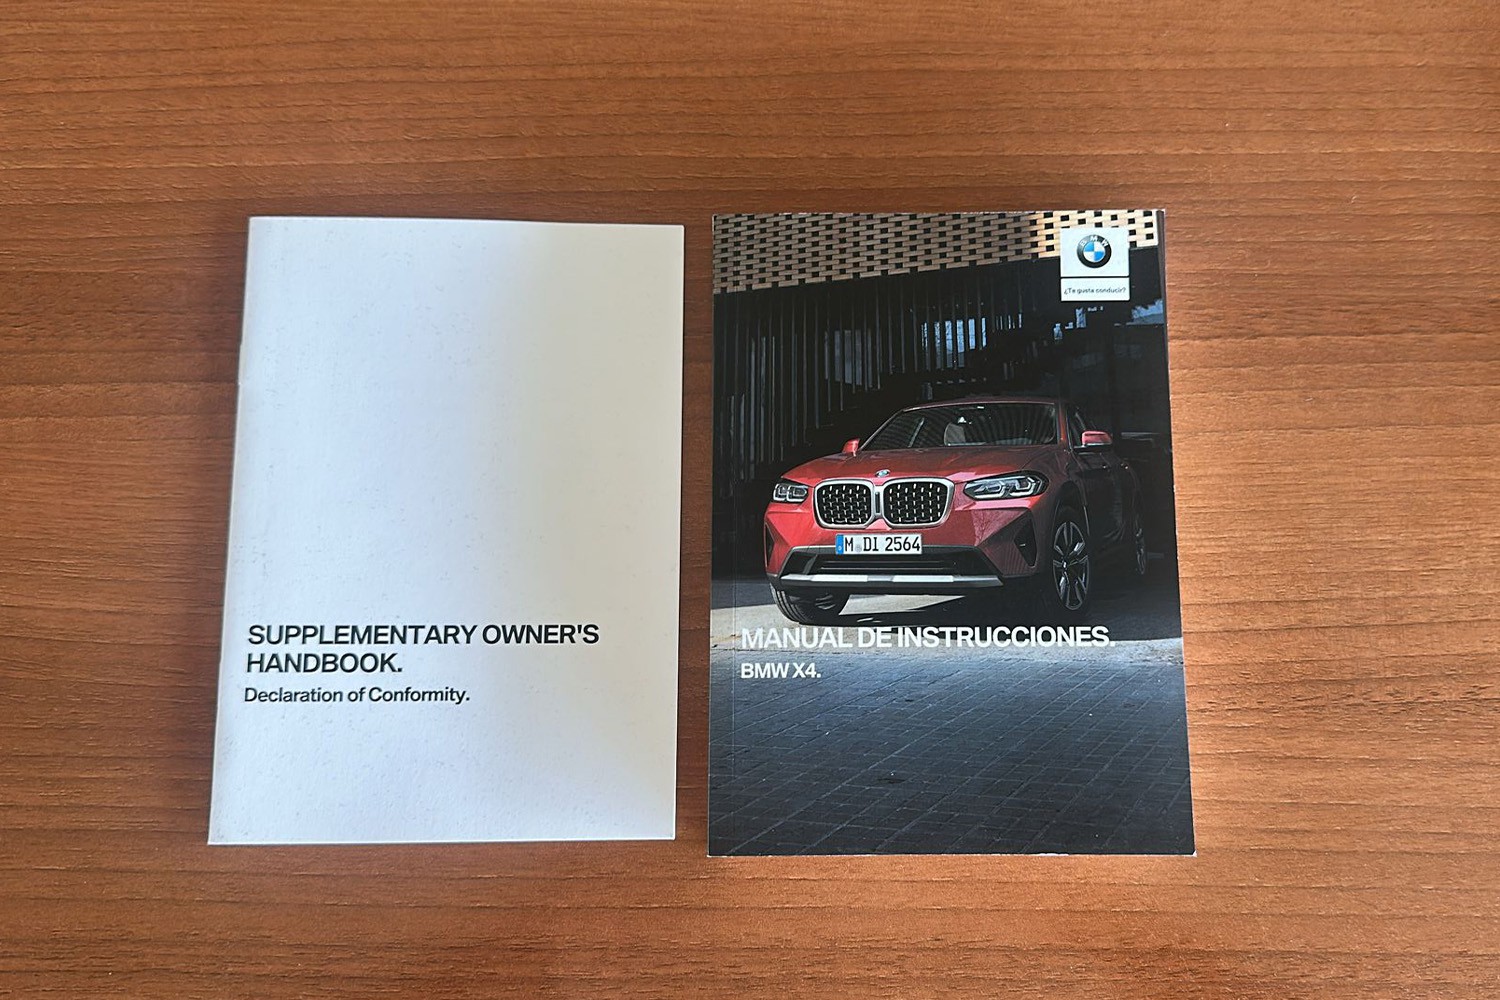 SUPPLEMENTARY OWNER'S
HANDBOOK.
Declaration of Conformity.
BMW
¿Te gusta conducir?
M DI 2564
MANUAL DE INSTRUCCIONES.
BMW X4.